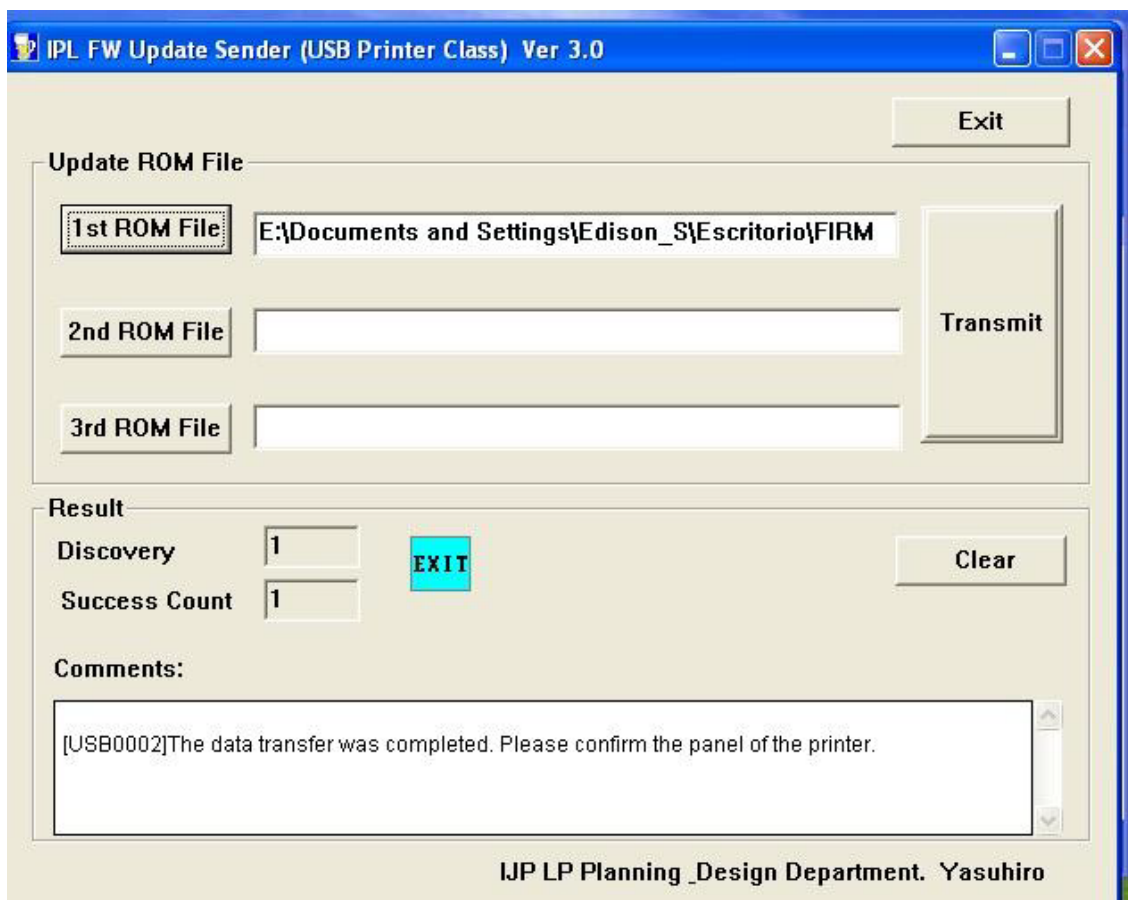 IPL FW Update Sender (USB Printer Class) Ver 3.0
Exit
Update ROM File
1st ROM File
E:\Documents and Settings\Edison_S\Escritorio\FIRM
2nd ROM File
Transmit
3rd ROM File
Result
Discovery
1
EXIT
Clear
Success Count
1
Comments:
[USB0002]The data transfer was completed. Please confirm the panel of the printer.
IJP LP Planning _Design Department. Yasuhiro